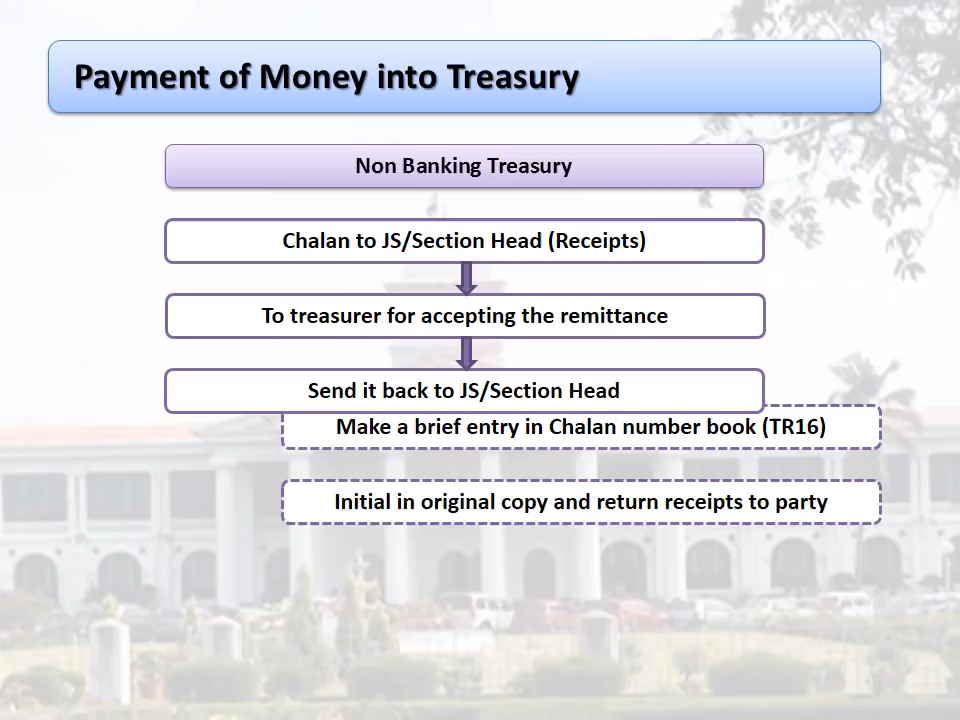 Payment of Money into Treasury
Non Banking Treasury
Chalan to JS/Section Head (Receipts)
To treasurer for accepting the remittance
Send it back to JS/Section Head
Make a brief entry in Chalan number book (TR16)
Initial in original copy and return receipts to party